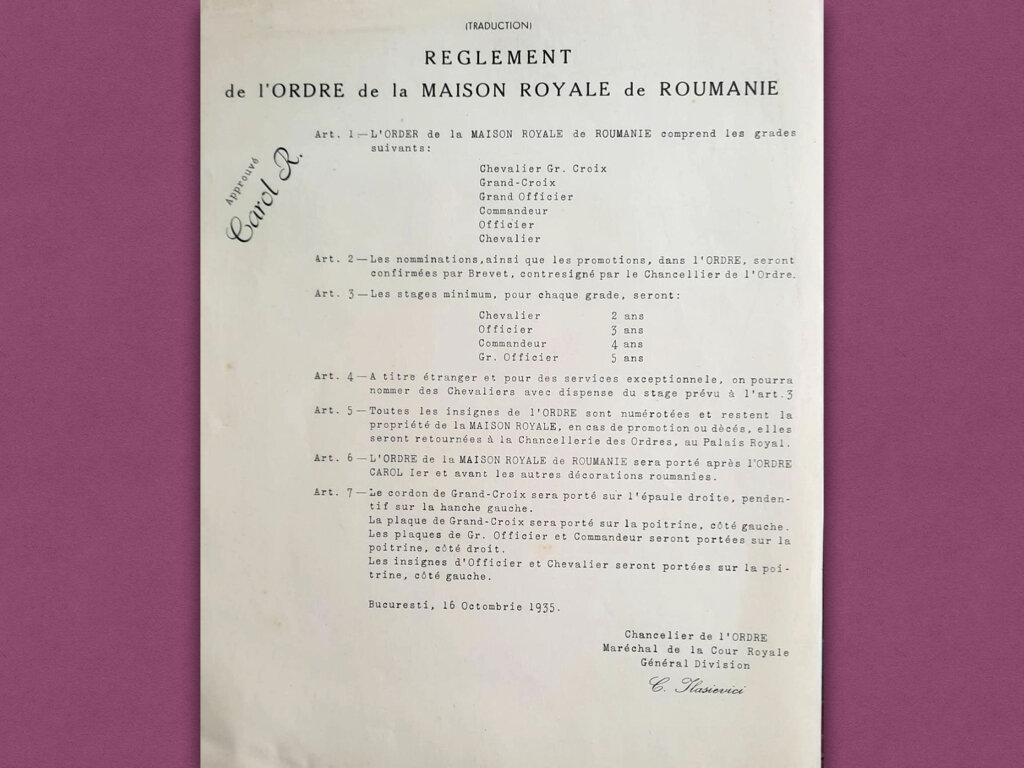 (TRADUCTION)
REGLEMENT
de l'ORDRE de la MAISON ROYALE de ROUMANIE
Approuvé
Carol R.
Art. 1—L'ORDER de la MAISON ROYALE de ROUMANIE comprend les grades
suivants:
Chevalier Gr. Croix
Grand-Croix
Grand Officier
Commandeur
Officier
Chevalier
Art. 2—Les nomminations,ainsi que les promotions, dans l'ORDRE, seront
confirmées par Brevet, contresigné par le Chancellier de l'Ordre.
Art. 3—Les stages minimum, pour chaque grade, seront:
Chevalier 2 ans
Officier 3 ans
Commandeur 4 ans
Gr. Officier 5 ans
Art. 4—A titre étranger et pour des services exceptionnele, on pourra
nommer des Chevaliers avec dispense du stage prévu à l'art.3
Art. 5—Toutes les insignes de l'ORDRE sont numérotées et restent la
propriété de la MAISON ROYALE, en cas de promotion ou décés, elles
seront retournées à la Chancellerie des Ordres, au Palais Royal.
Art. 6—L'ORDRE de la MAISON ROYALE de ROUMANIE sera porté après l'ORDRE
CAROL Ier et avant les autres décorations roumanies.
Art. 7—Le cordon de Grand-Croix sera porté sur l'épaule droite, penden-
tif sur la hanche gauche.
La plaque de Grand-Croix sera porté sur la poitrine, côté gauche.
Les plaques de Gr. Officier et Commandeur seront portées sur la
poitrine, côté droit.
Les insignes d'Officier et Chevalier seront portées sur la poi-
trine, côté gauche.
Bucuresti, 16 Octombrie 1935.
Chancelier de l'ORDRE
Maréchal de la Cour Royale
Général Division
C. Ilasievici